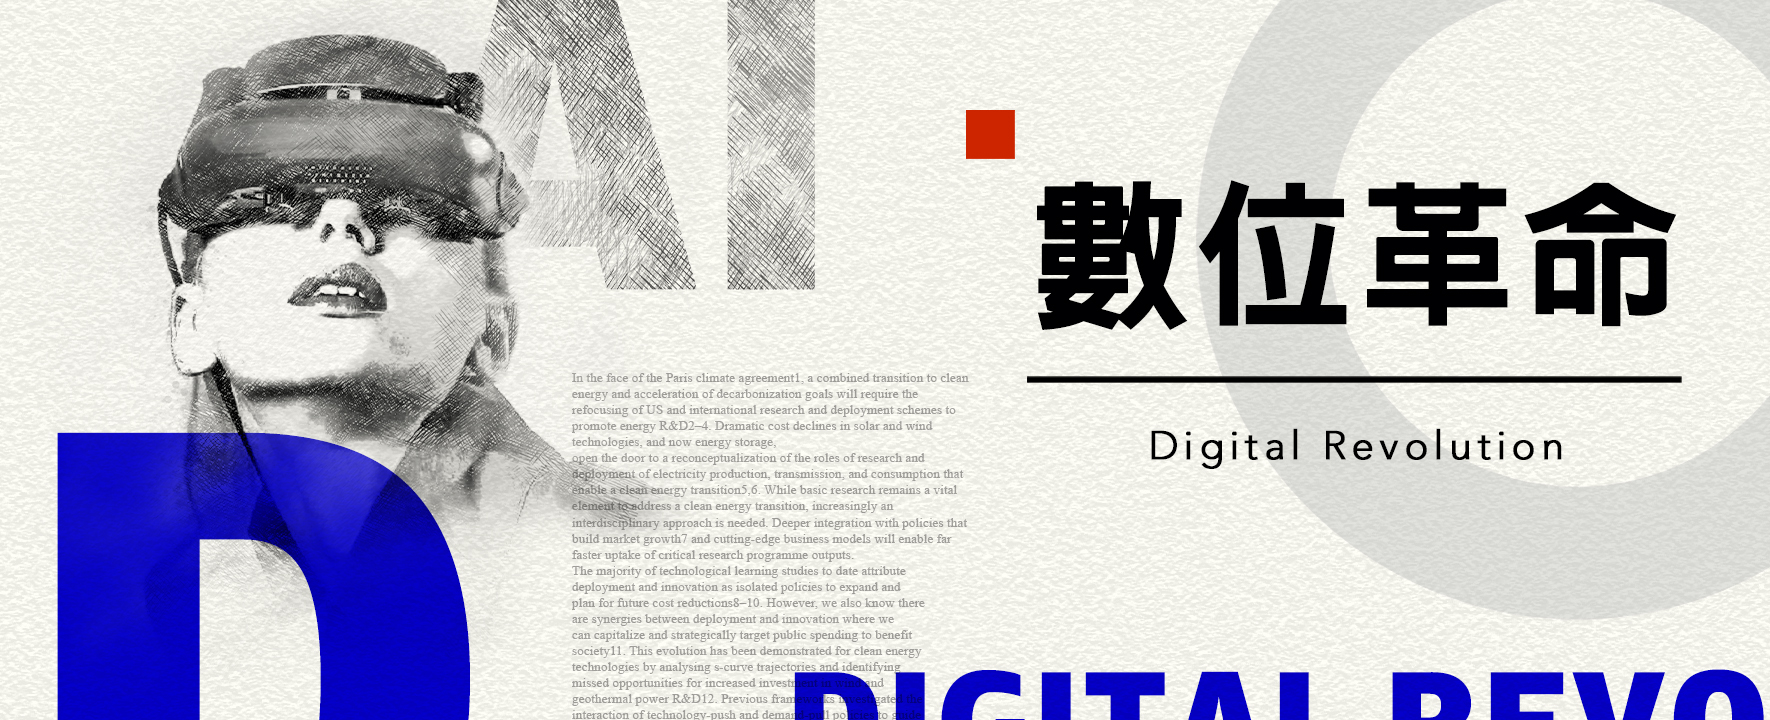 AI
數位革命
Digital Revolution
In the face of the Paris climate agreement1, a combined transition to clean
energy and acceleration of decarbonization goals will require the
refocusing of US and international research and deployment schemes to
promote energy R&D2–4. Dramatic cost declines in solar and wind
technologies, and now energy storage,
open the door to a reconceptualization of the roles of research and
deployment of electricity production, transmission, and consumption that
enable a clean energy transition5,6. While basic research remains a vital
element to address a clean energy transition, increasingly an
interdisciplinary approach is needed. Deeper integration with policies that
build market growth7 and cutting-edge business models will enable far
faster uptake of critical research programme outputs.
The majority of technological learning studies to date attribute
deployment and innovation as isolated policies to expand and
plan for future cost reductions8–10. However, we also know there
are synergies between deployment and innovation where we
can capitalize and strategically target public spending to benefit
society11. This evolution has been demonstrated for clean energy
technologies by analysing s-curve trajectories and identifying
missed opportunities for increased investment in wind and
geothermal power R&D12. Previous frameworks investigated the
interaction of technology-push and demand-pull policy to
D
DIGITAL REVO